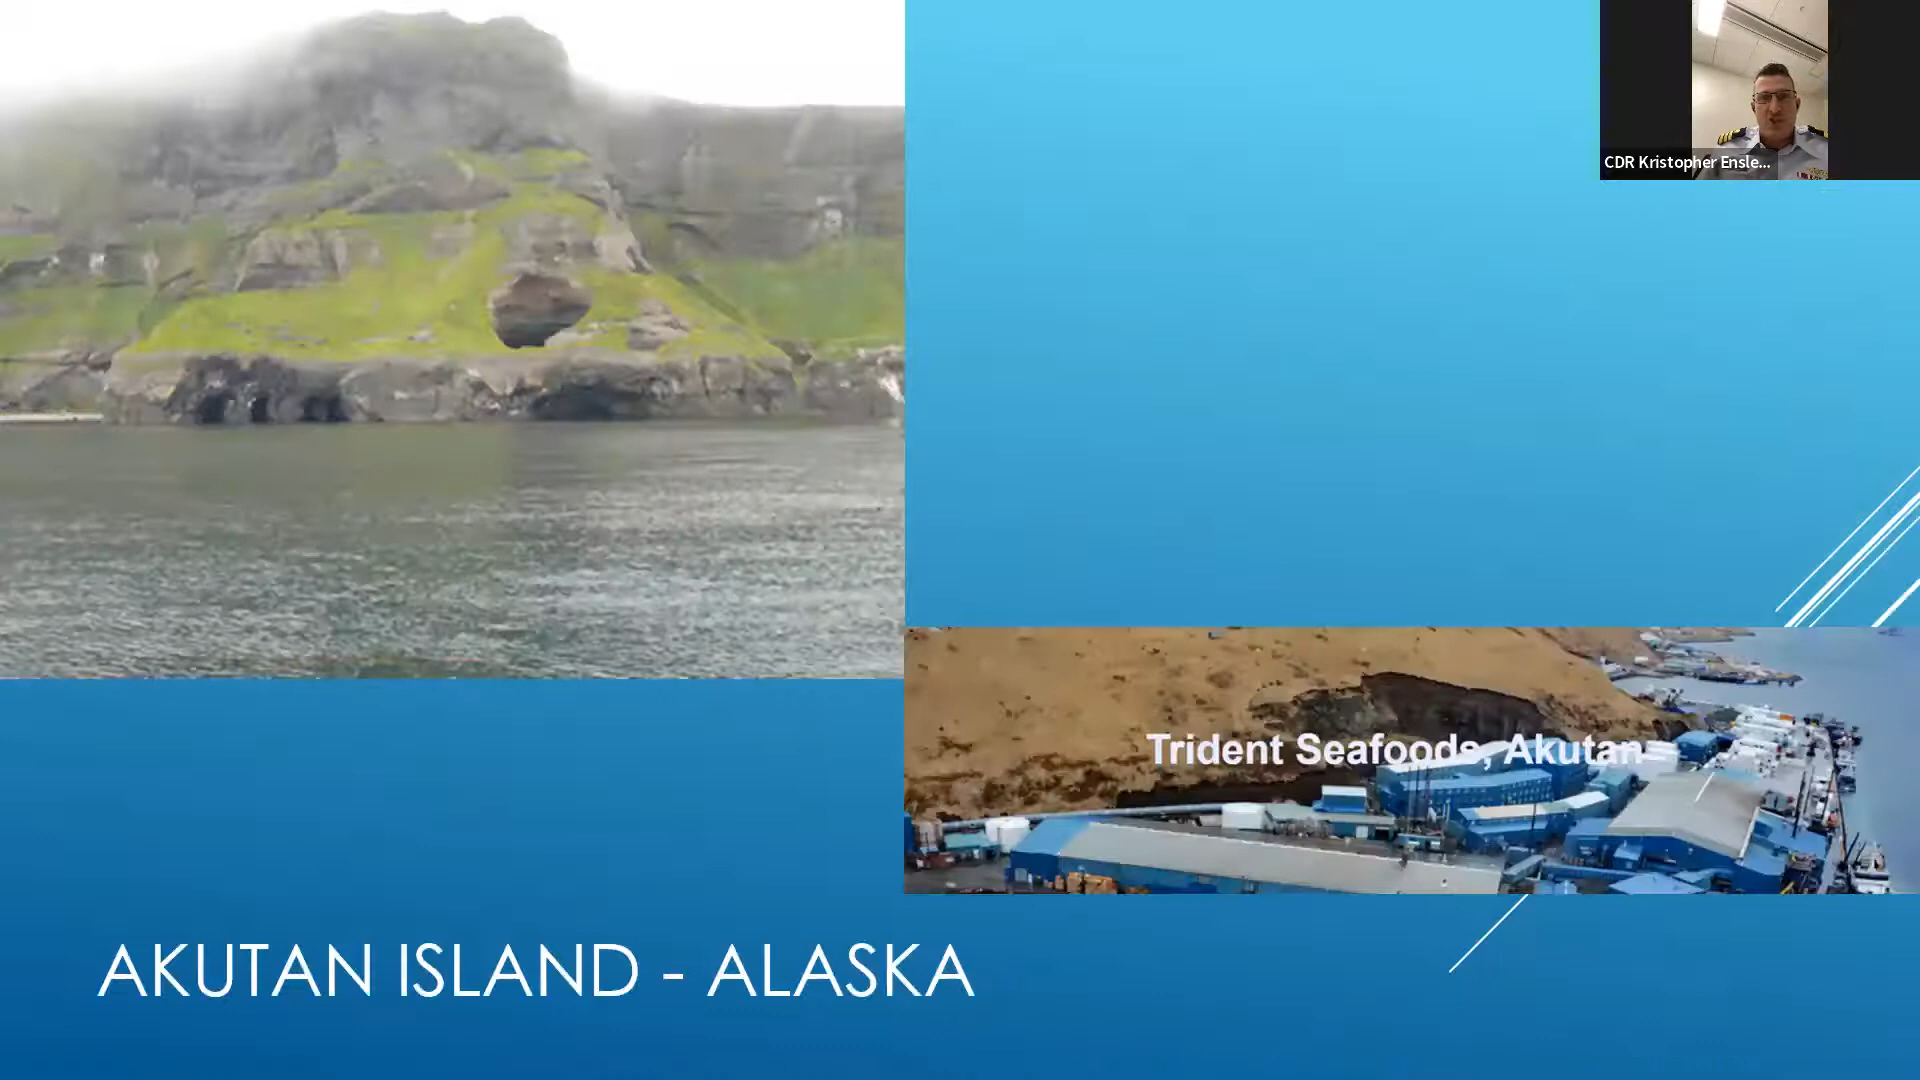 CDR Kristopher Ensle...
Trident Seafoods, Akutan
AKUTAN ISLAND - ALASKA